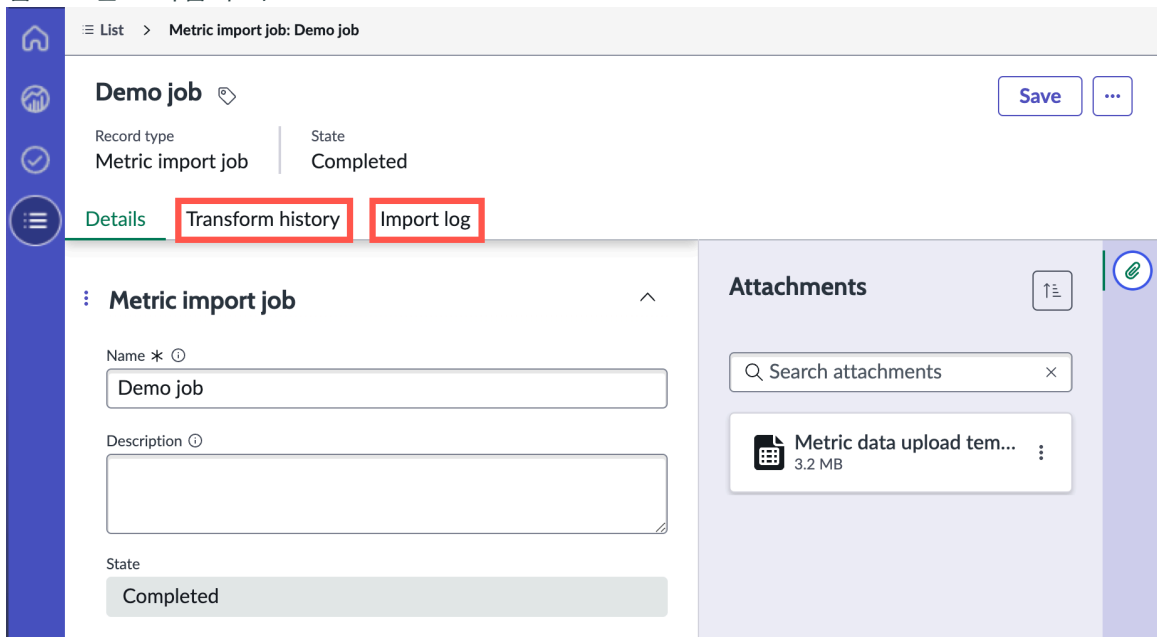 List > Metric import job: Demo job
Demo job
Save
...
Record type
Metric import job
State
Completed
Details
Transform history
Import log
Metric import job
Name *
Demo job
Description
State
Completed
Attachments
Search attachments
Metric data upload tem...
3.2 MB